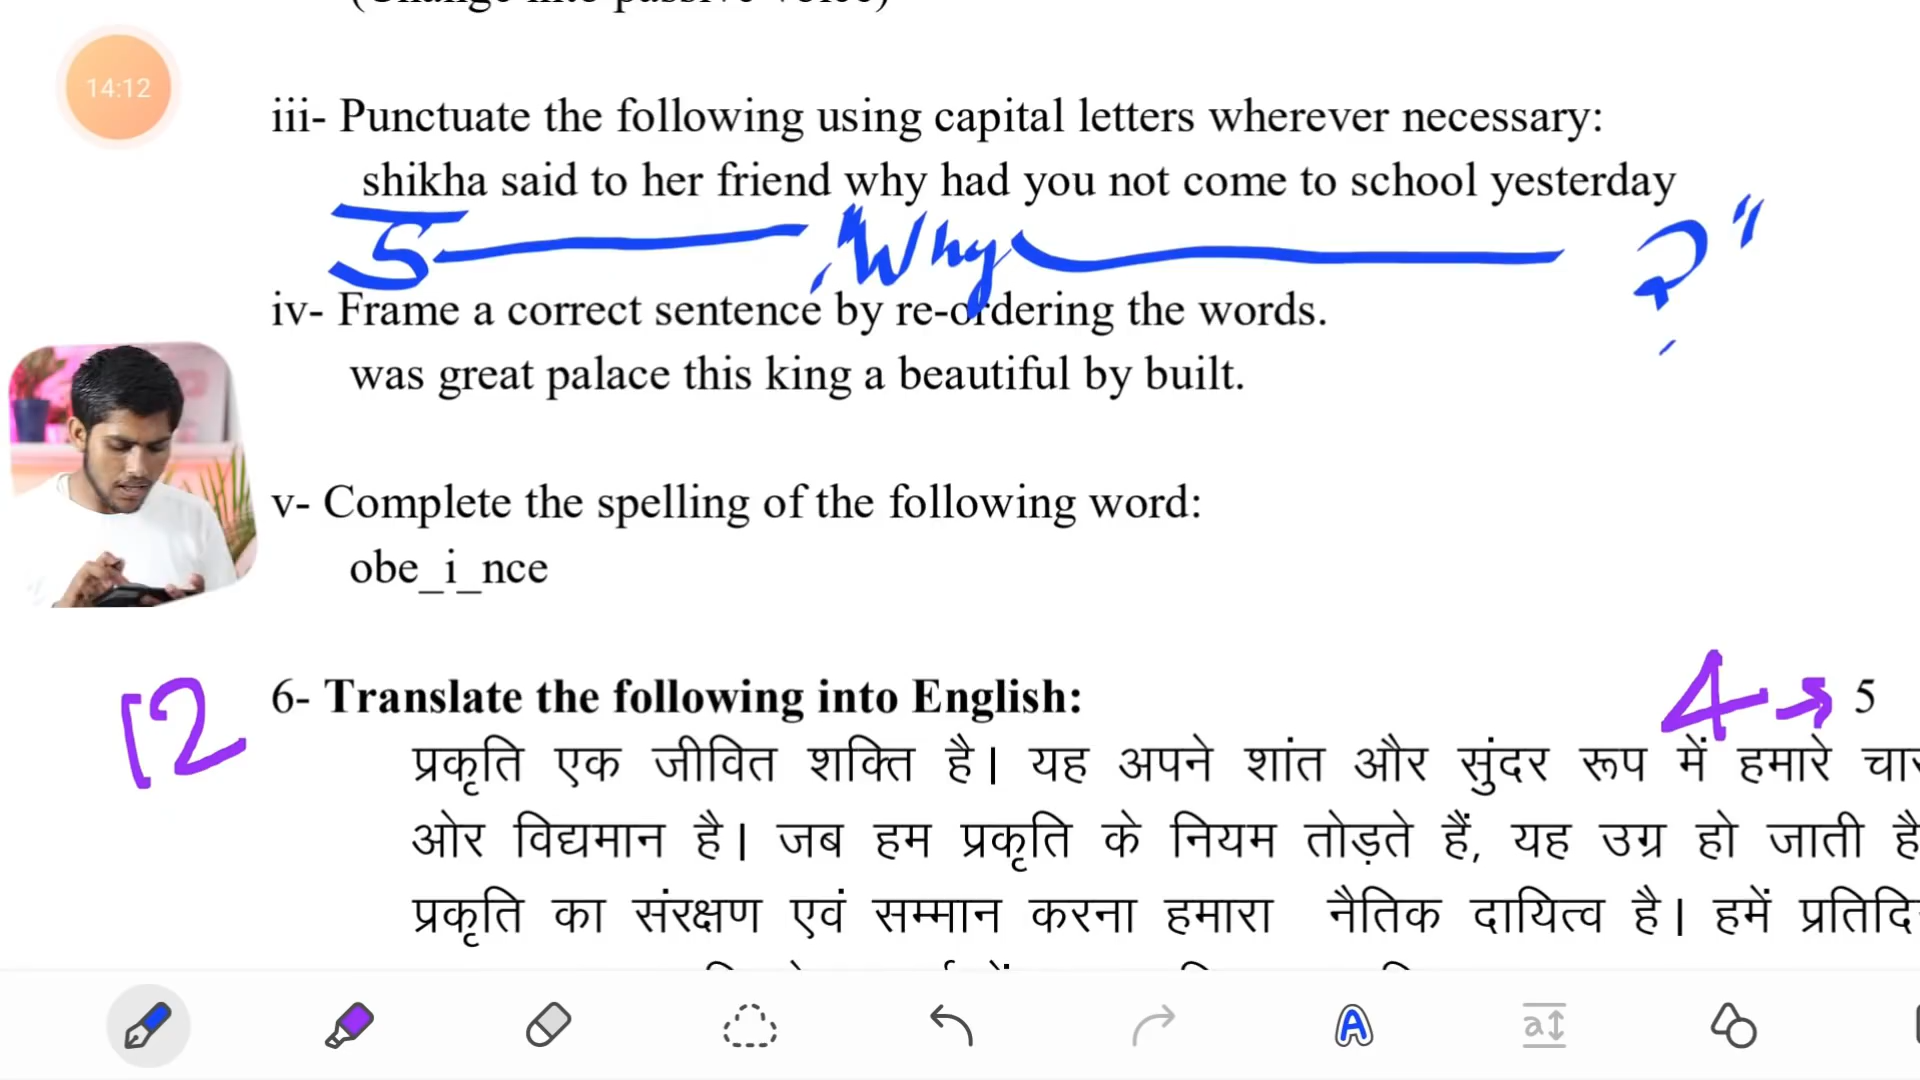 (Change into passive voice)
14:12
iii- Punctuate the following using capital letters wherever necessary:
shikha said to her friend why had you not come to school yesterday
S , "Why ? "
iv- Frame a correct sentence by re-ordering the words.
was great palace this king a beautiful by built.
v- Complete the spelling of the following word:
obe_i_nce
12 6- Translate the following into English: 4 → 5
प्रकृति एक जीवित शक्ति है। यह अपने शांत और सुंदर रूप में हमारे
ओर विद्यमान है। जब हम प्रकृति के नियम तोड़ते हैं, यह उग्र हो जाती है
प्रकृति का संरक्षण एवं सम्मान करना हमारा नैतिक दायित्व है। हमें